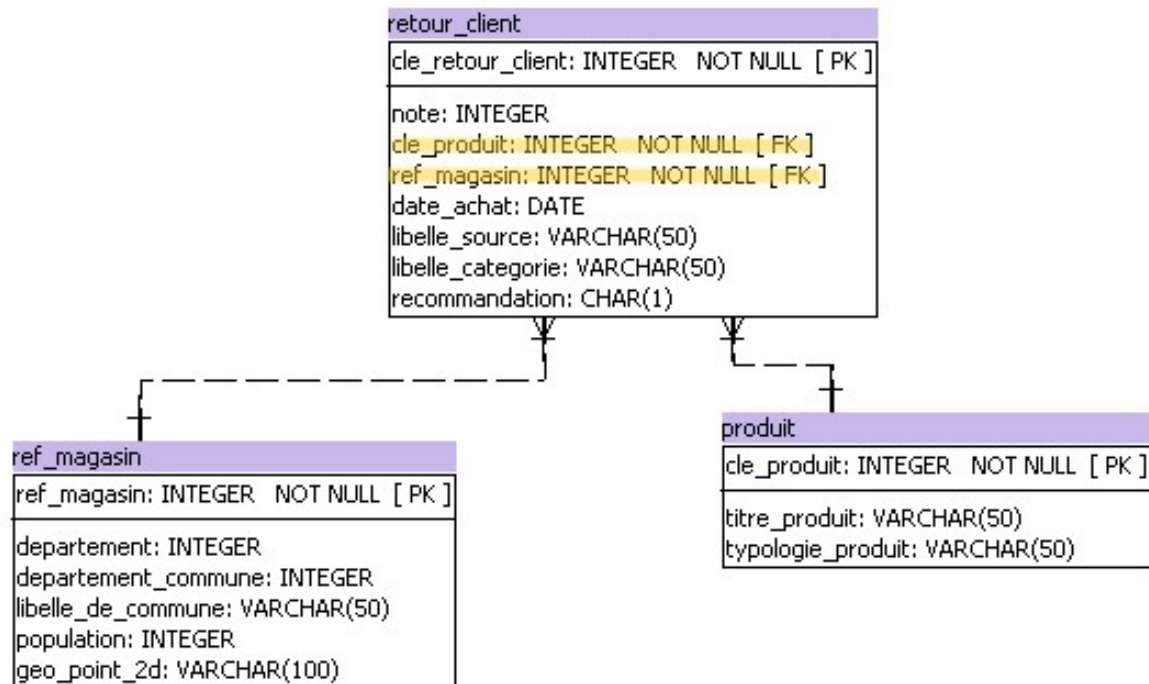 retour_client
cle_retour_client: INTEGER NOT NULL [ PK ]
note: INTEGER
cle_produit: INTEGER NOT NULL [ FK ]
ref_magasin: INTEGER NOT NULL [ FK ]
date_achat: DATE
libelle_source: VARCHAR(50)
libelle_categorie: VARCHAR(50)
recommandation: CHAR(1)
ref_magasin
ref_magasin: INTEGER NOT NULL [ PK ]
departement: INTEGER
departement_commune: INTEGER
libelle_de_commune: VARCHAR(50)
population: INTEGER
geo_point_2d: VARCHAR(100)
produit
cle_produit: INTEGER NOT NULL [ PK ]
titre_produit: VARCHAR(50)
typologie_produit: VARCHAR(50)